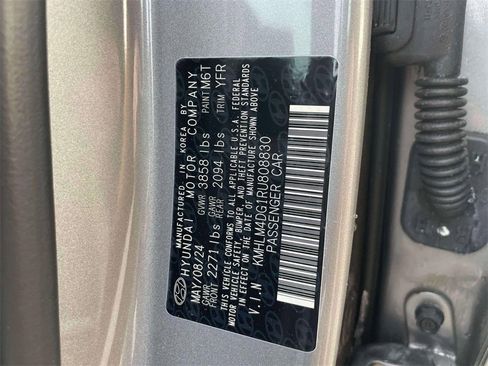 MANUFACTURED IN KOREA BY
HYUNDAI MOTOR COMPANY
MAY/08/24 GVWR 3858 lbs PAINT M6T
GAWR FRONT 2271 lbs GAWR REAR 2094 lbs TRIM YFR
THIS VEHICLE CONFORMS TO ALL APPLICABLE U.S.A. FEDERAL
MOTOR VEHICLE SAFETY, BUMPER, AND THEFT PREVENTION STANDARDS
IN EFFECT ON THE DATE OF MANUFACTURE SHOWN ABOVE
V.I.N KMHLM4DG1RU808830
PASSENGER CAR